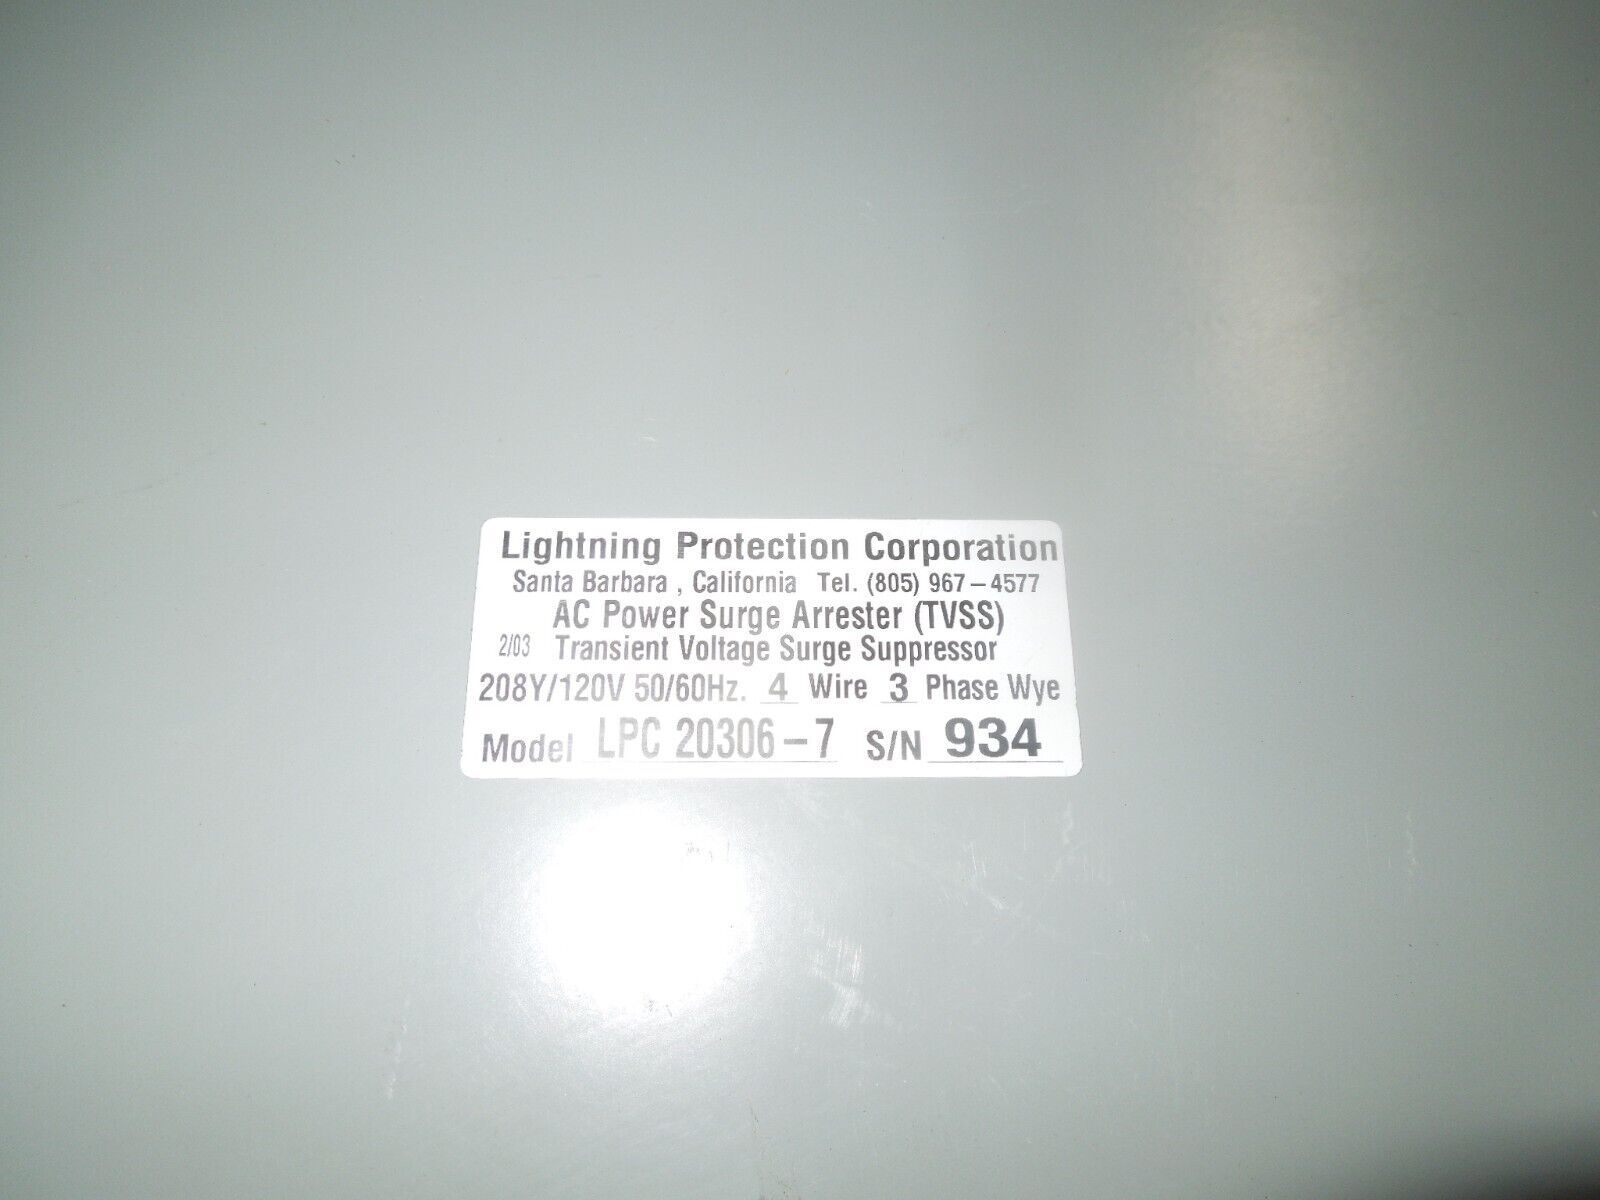 Lightning Protection Corporation
Santa Barbara , California Tel. (805) 967-4577
AC Power Surge Arrester (TVSS)
2/03 Transient Voltage Surge Suppressor
208Y/120V 50/60Hz. 4 Wire 3 Phase Wye
Model LPC 20306-7 S/N 934